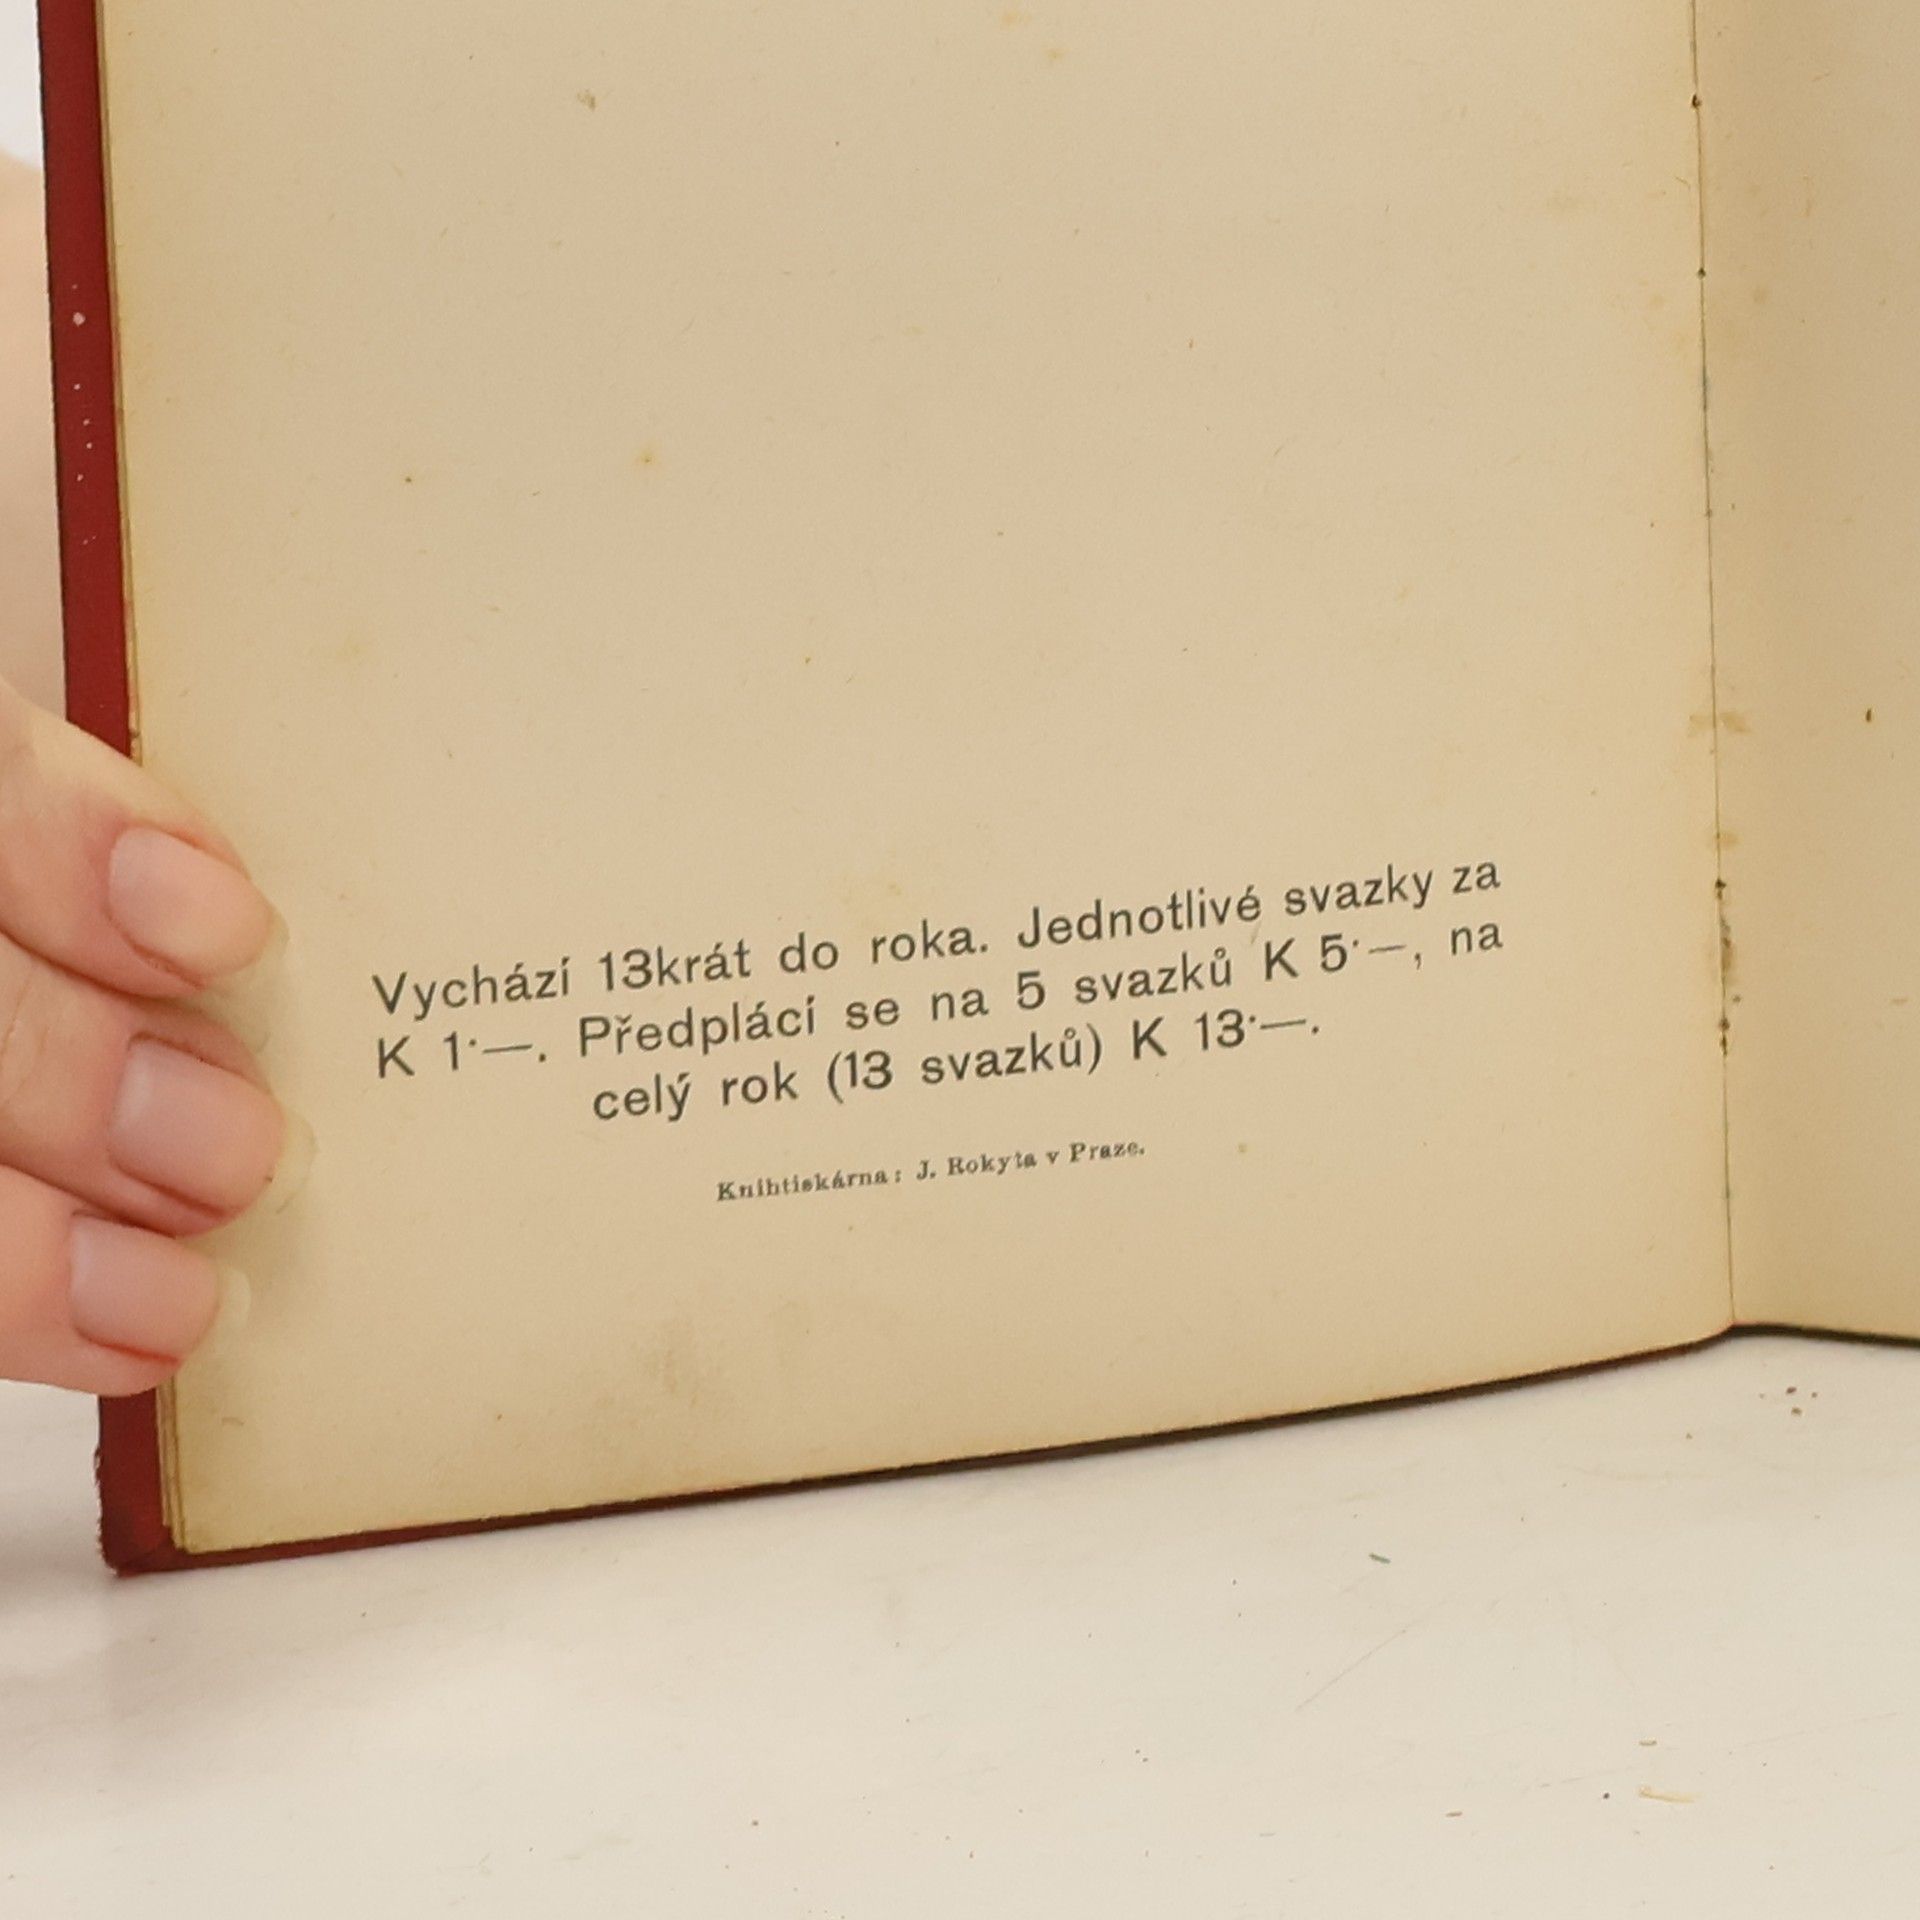 Vychází 13krát do roka. Jednotlivé svazky za
K 1·—. Předplácí se na 5 svazků K 5·—, na
celý rok (13 svazků) K 13·—.
Knihtiskárna: J. Rokyta v Praze.